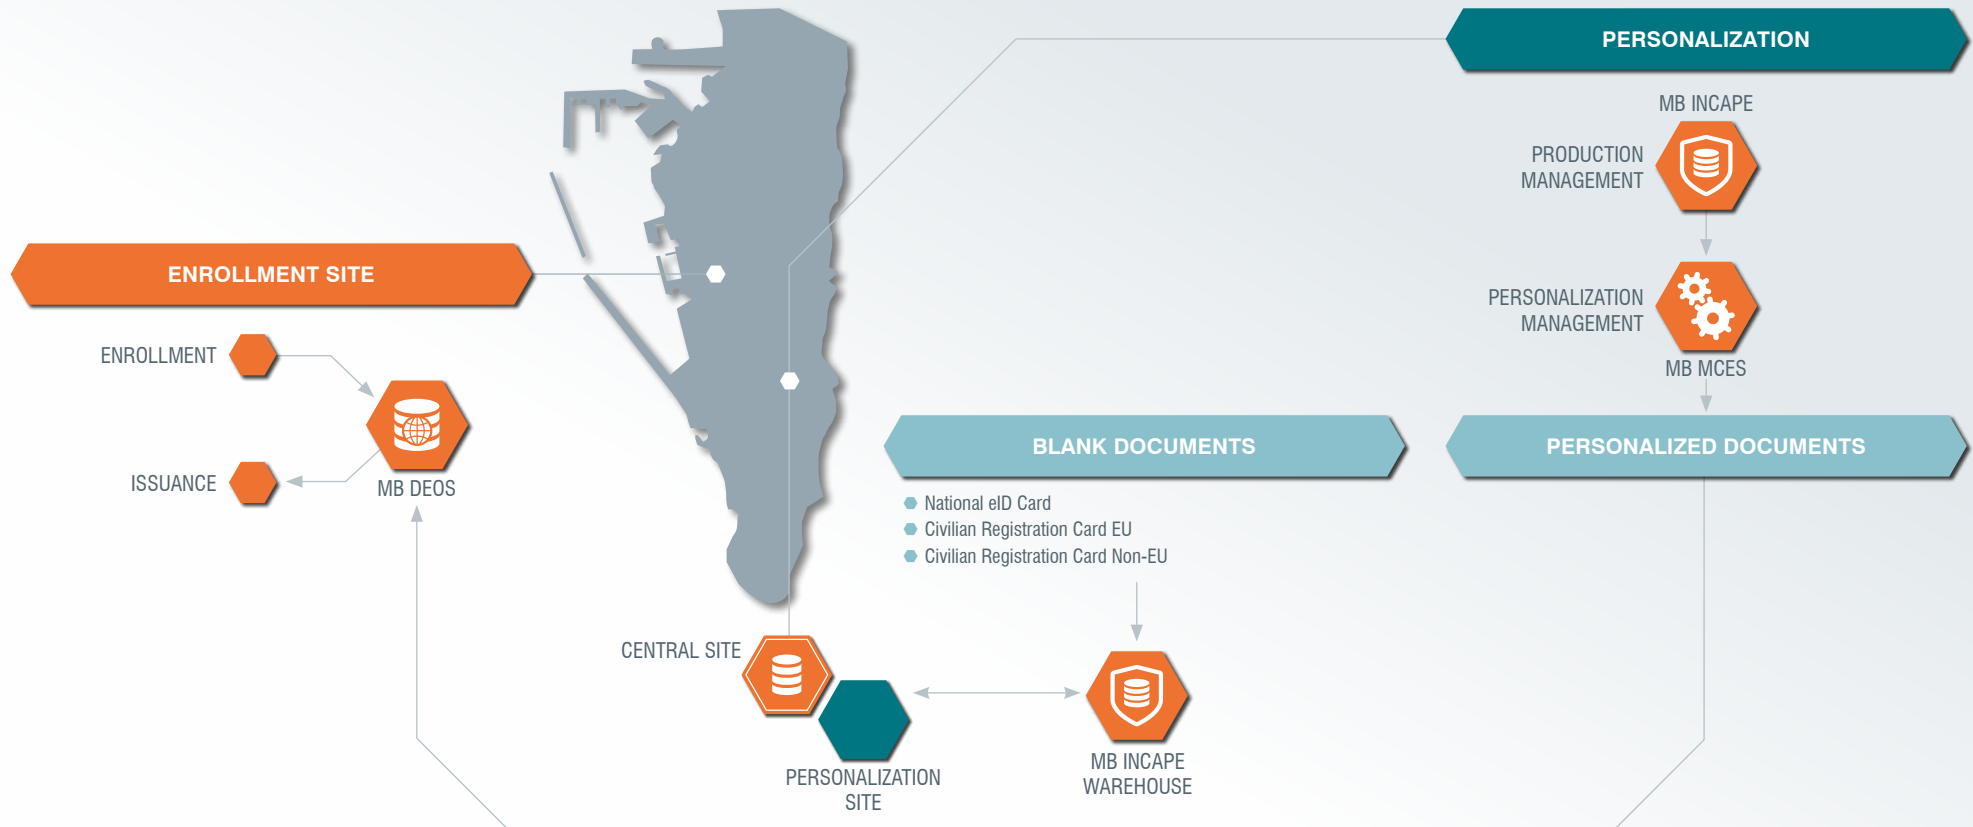 PERSONALIZATION
MB INCAPE
PRODUCTION
MANAGEMENT
PERSONALIZATION
MANAGEMENT
MB MCES
ENROLLMENT SITE
ENROLLMENT
ISSUANCE
MB DEOS
BLANK DOCUMENTS
National eID Card
Civilian Registration Card EU
Civilian Registration Card Non-EU
PERSONALIZED DOCUMENTS
CENTRAL SITE
PERSONALIZATION
SITE
MB INCAPE
WAREHOUSE